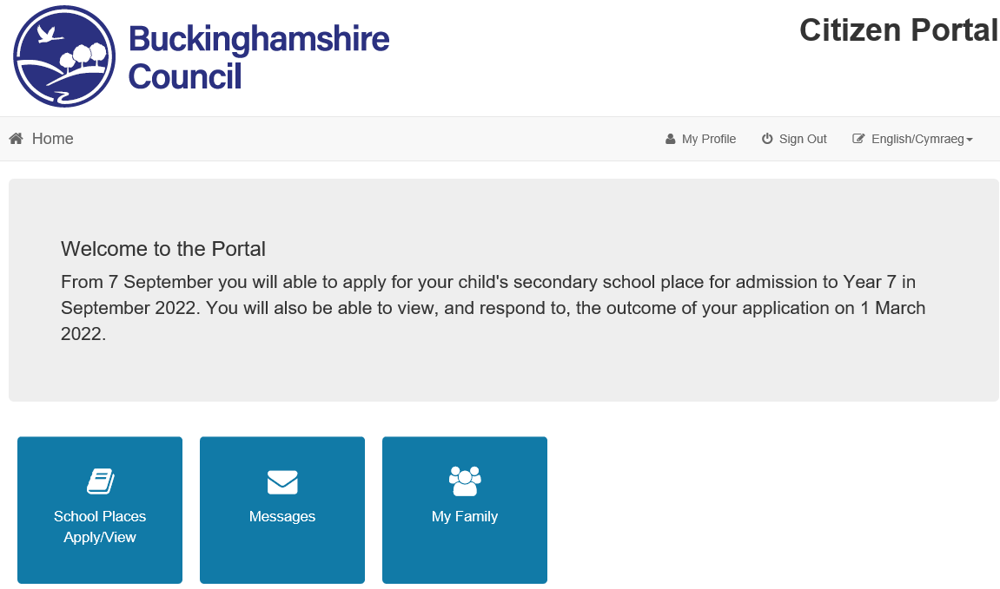 Buckinghamshire
Council
Citizen Portal
Home
My Profile
Sign Out
English/Cymraeg
Welcome to the Portal
From 7 September you will able to apply for your child's secondary school place for admission to Year 7 in
September 2022. You will also be able to view, and respond to, the outcome of your application on 1 March
2022.
School Places
Apply/View
Messages
My Family